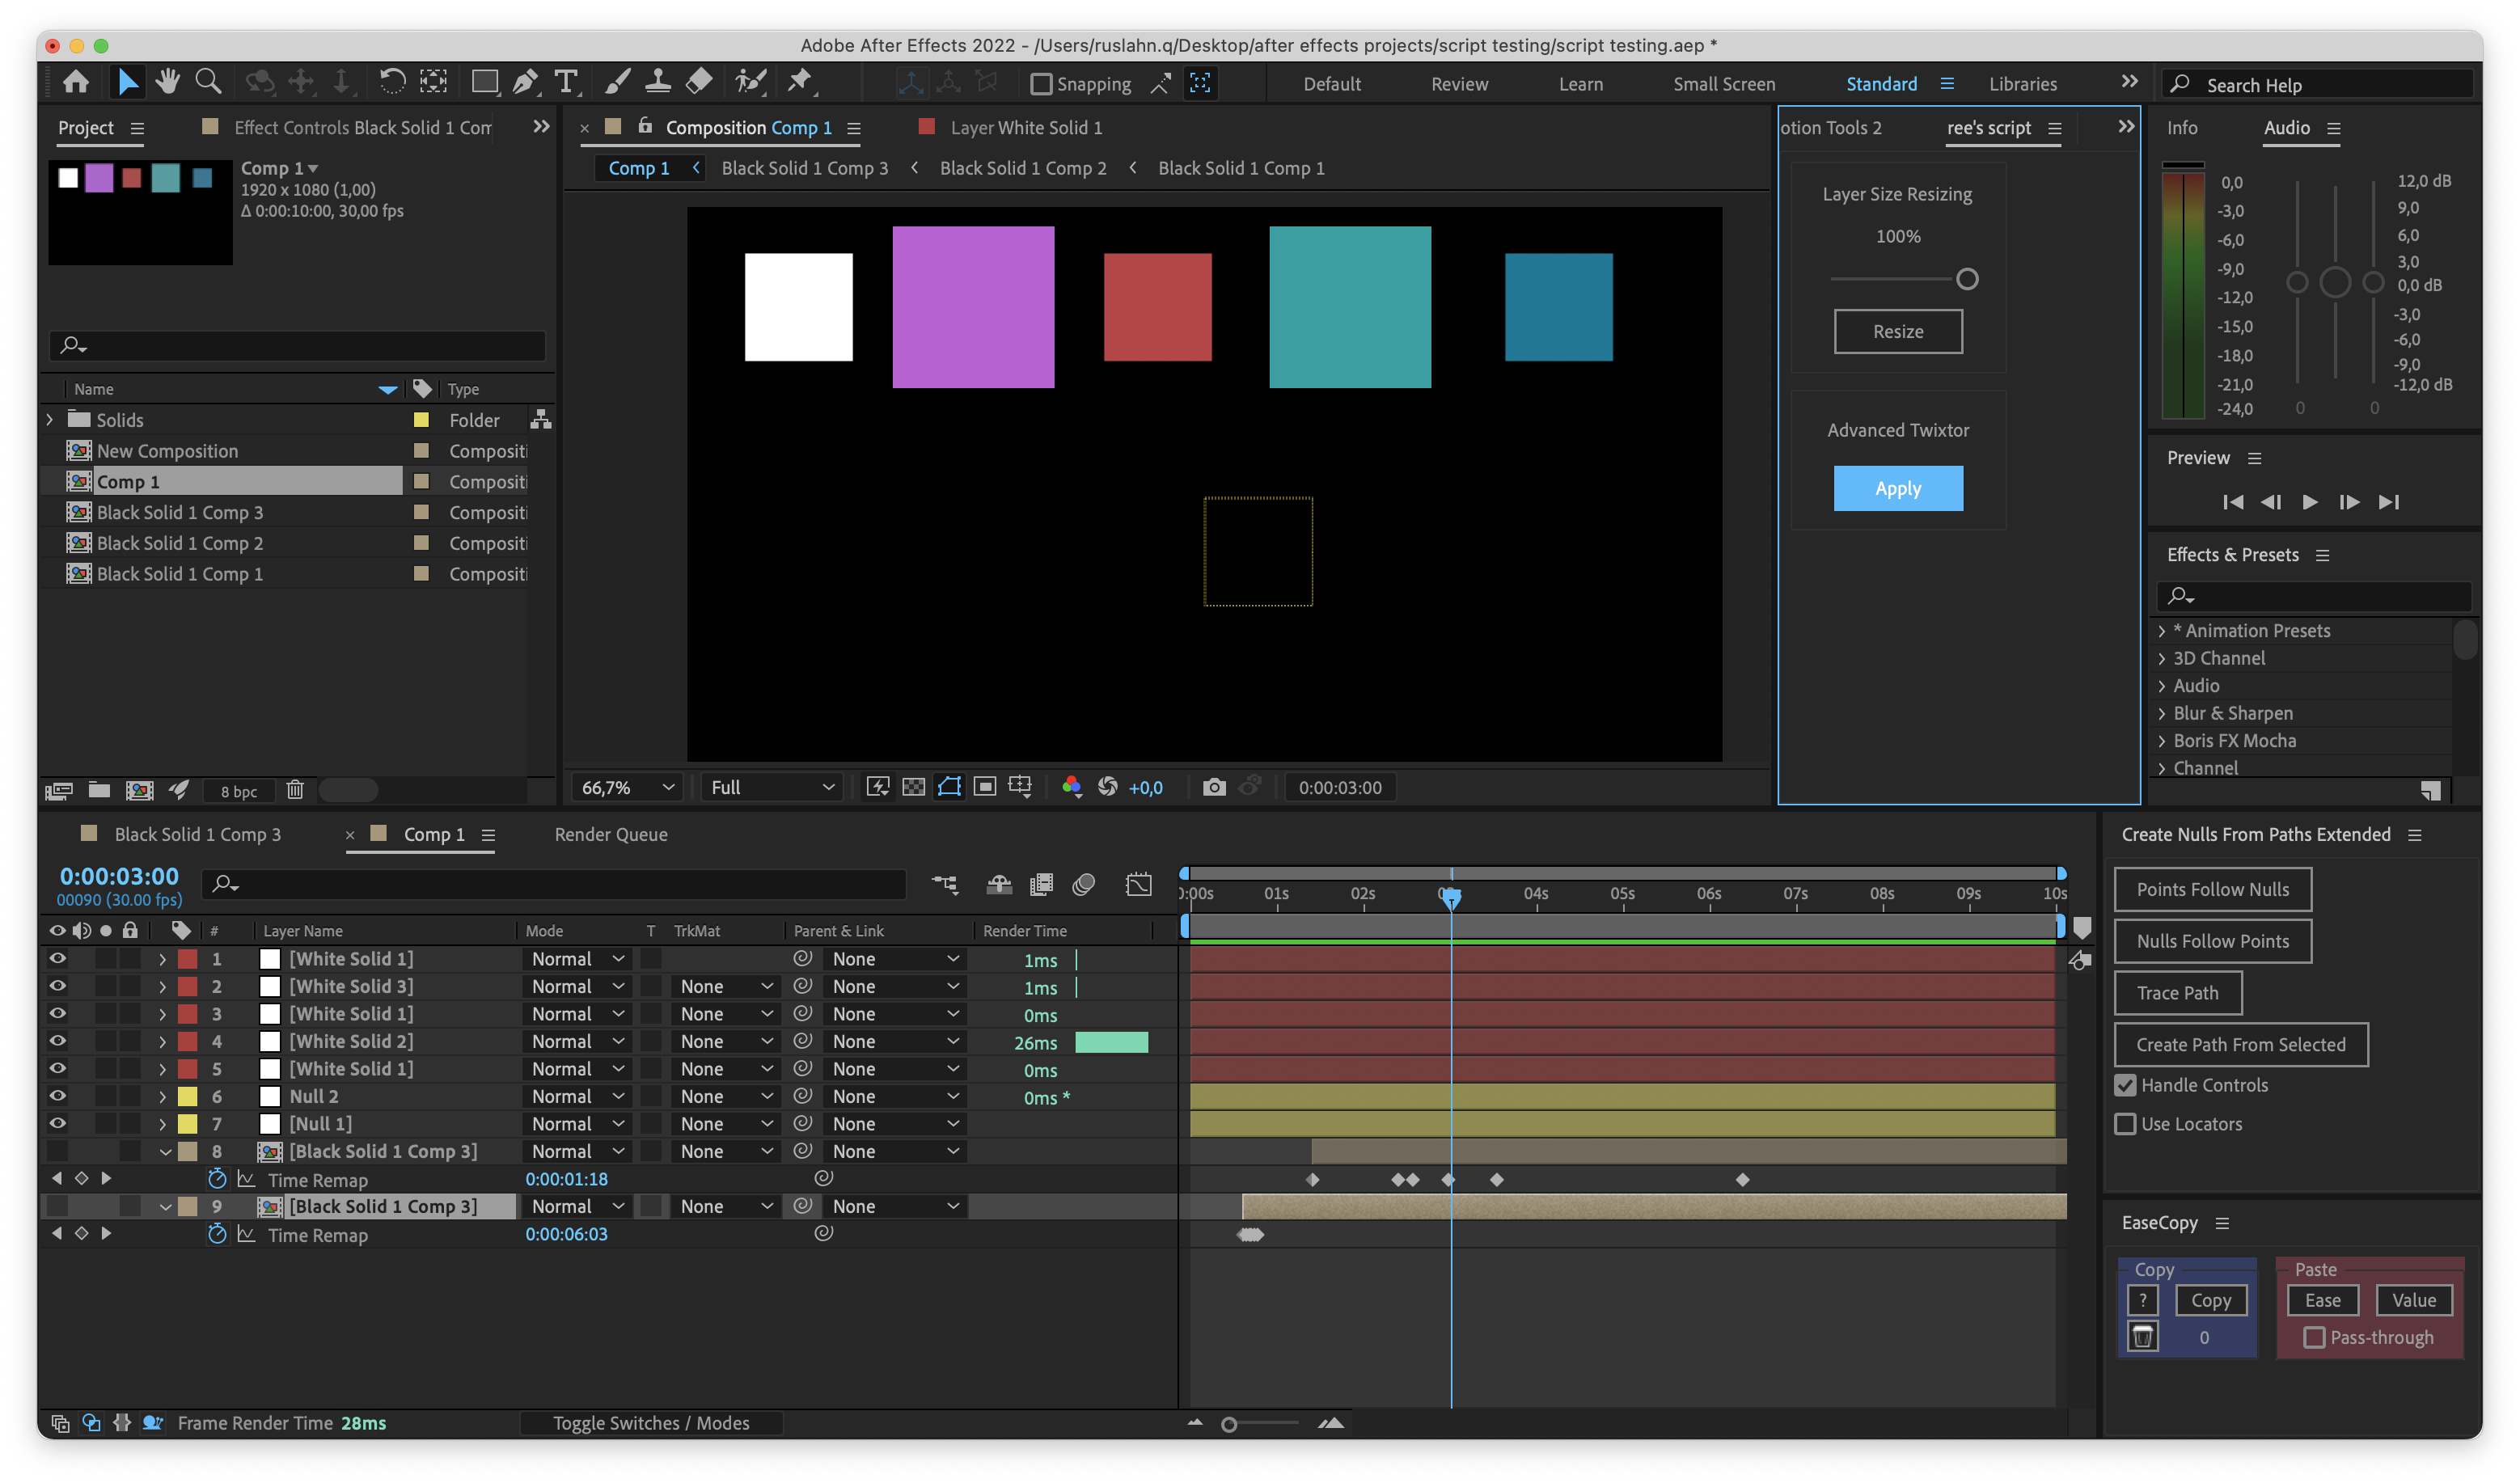 Adobe After Effects 2022 - /Users/ruslahn.q/Desktop/after effects projects/script testing/script testing.aep *
Snapping
Default
Review
Learn
Small Screen
Standard
Libraries
Search Help
Project
Effect Controls Black Solid 1 Com
Comp 1
1920 x 1080 (1,00)
Δ 0:00:10:00, 30,00 fps
Name
Type
Solids
Folder
New Composition
Compositi
Comp 1
Compositi
Black Solid 1 Comp 3
Compositi
Black Solid 1 Comp 2
Compositi
Black Solid 1 Comp 1
Compositi
8 bpc
Composition Comp 1
Layer White Solid 1
Comp 1
Black Solid 1 Comp 3
Black Solid 1 Comp 2
Black Solid 1 Comp 1
66,7%
Full
+0,0
0:00:03:00
otion Tools 2
ree's script
Layer Size Resizing
100%
Resize
Advanced Twixtor
Apply
Info
Audio
0,0
-3,0
-6,0
-9,0
-12,0
-15,0
-18,0
-21,0
-24,0
0
0
12,0 dB
9,0
6,0
3,0
0,0 dB
-3,0
-6,0
-9,0
-12,0 dB
Preview
Effects & Presets
* Animation Presets
3D Channel
Audio
Blur & Sharpen
Boris FX Mocha
Channel
Black Solid 1 Comp 3
Comp 1
Render Queue
0:00:03:00
00090 (30.00 fps)
0:00s
01s
02s
04s
05s
06s
07s
08s
09s
10s
#
Layer Name
Mode
T
TrkMat
Parent & Link
Render Time
1 [White Solid 1] Normal None 1ms
2 [White Solid 3] Normal None None 1ms
3 [White Solid 1] Normal None None 0ms
4 [White Solid 2] Normal None None 26ms
5 [White Solid 1] Normal None None 0ms
6 Null 2 Normal None None 0ms *
7 [Null 1] Normal None None
8 [Black Solid 1 Comp 3] Normal None None
Time Remap 0:00:01:18
9 [Black Solid 1 Comp 3] Normal None None
Time Remap 0:00:06:03
Frame Render Time 28ms
Toggle Switches / Modes
Create Nulls From Paths Extended
Points Follow Nulls
Nulls Follow Points
Trace Path
Create Path From Selected
Handle Controls
Use Locators
EaseCopy
Copy
?
Copy
0
Paste
Ease
Value
Pass-through